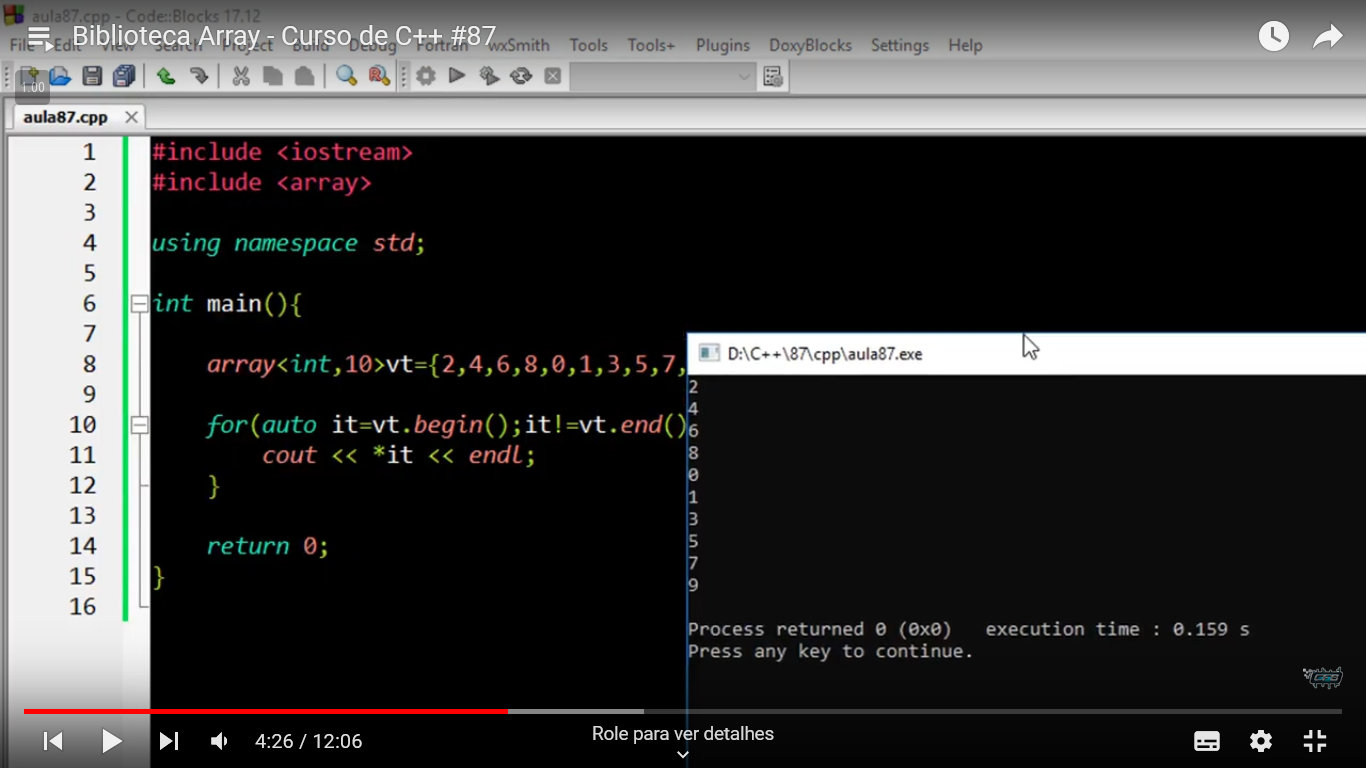 aula87.cpp - Code::Blocks 17.12
Biblioteca Array - Curso de C++ #87
File Edit View Search Project Build Debug Fortran wxSmith Tools Tools+ Plugins DoxyBlocks Settings Help
1.00
aula87.cpp
1 #include <iostream>
2 #include <array>
3
4 using namespace std;
5
6 int main(){
7
8 array<int,10>vt={2,4,6,8,0,1,3,5,7,
9
10 for(auto it=vt.begin();it!=vt.end()
11 cout << *it << endl;
12 }
13
14 return 0;
15 }
16
D:\C++\87\cpp\aula87.exe
2
4
6
8
0
1
3
5
7
9
Process returned 0 (0x0) execution time : 0.159 s
Press any key to continue.
CFB
4:26 / 12:06
Role para ver detalhes